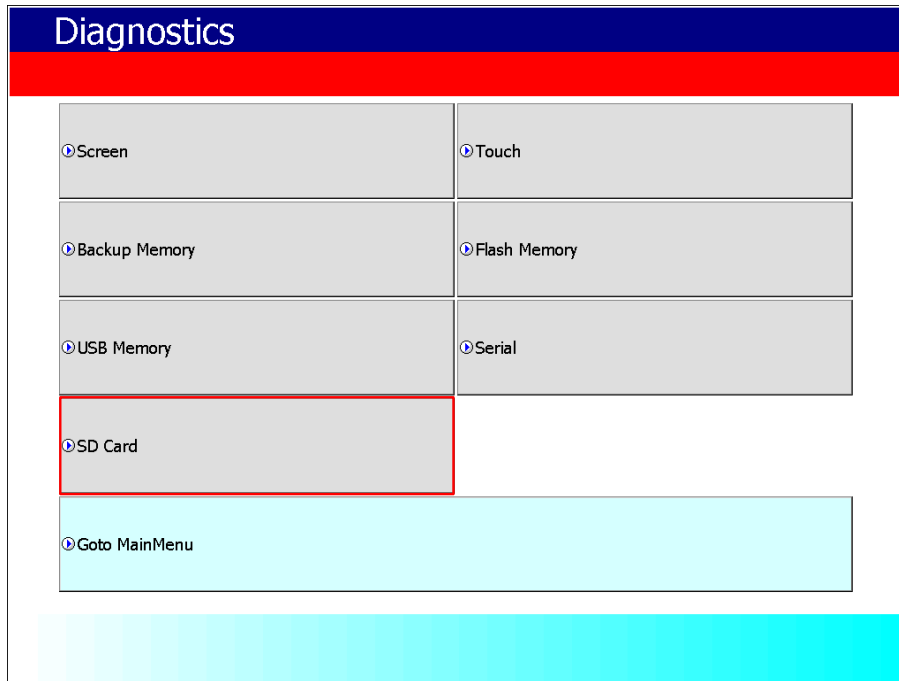 Diagnostics
Screen
Touch
Backup Memory
Flash Memory
USB Memory
Serial
SD Card
Goto MainMenu